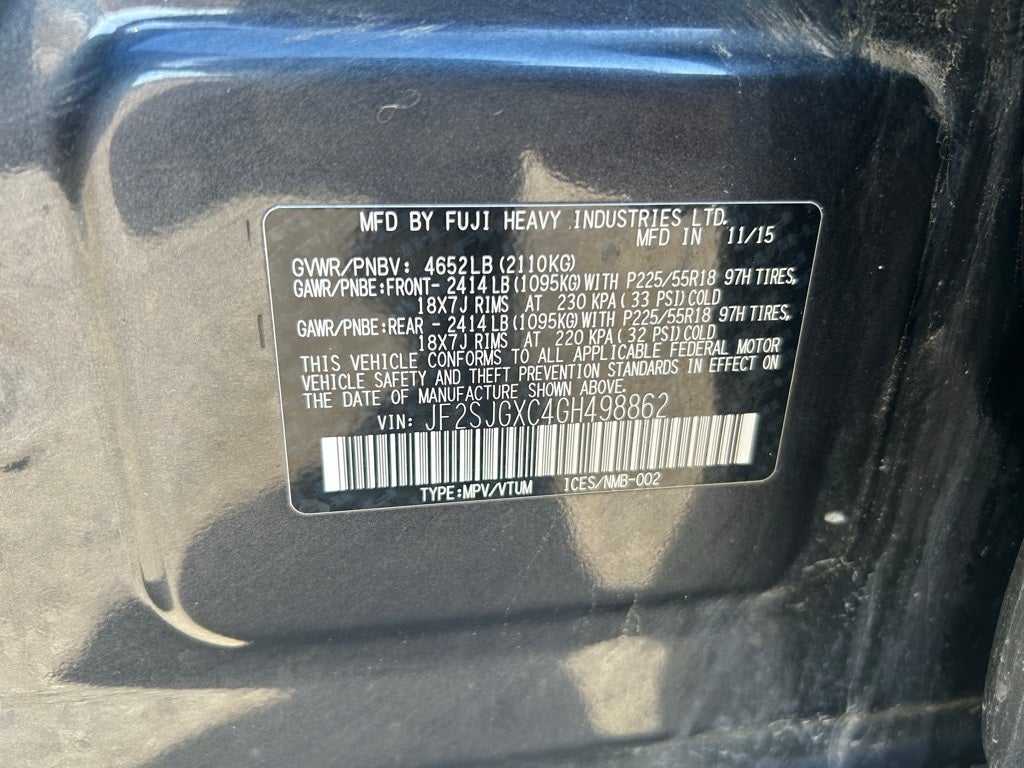 MFD BY FUJI HEAVY INDUSTRIES LTD.
MFD IN 11/15
GVWR/PNBV: 4652LB (2110KG)
GAWR/PNBE:FRONT- 2414LB (1095KG) WITH P225/55R18 97H TIRES,
18X7J RIMS AT 230 KPA ( 33 PSI) COLD
GAWR/PNBE:REAR - 2414LB (1095KG) WITH P225/55R18 97H TIRES,
18X7J RIMS AT 220 KPA ( 32 PSI) COLD
THIS VEHICLE CONFORMS TO ALL APPLICABLE FEDERAL MOTOR
VEHICLE SAFETY AND THEFT PREVENTION STANDARDS IN EFFECT ON
THE DATE OF MANUFACTURE SHOWN ABOVE.
VIN: JF2SJGXC4GH498862
TYPE:MPV/VTUM ICES/NMB-002